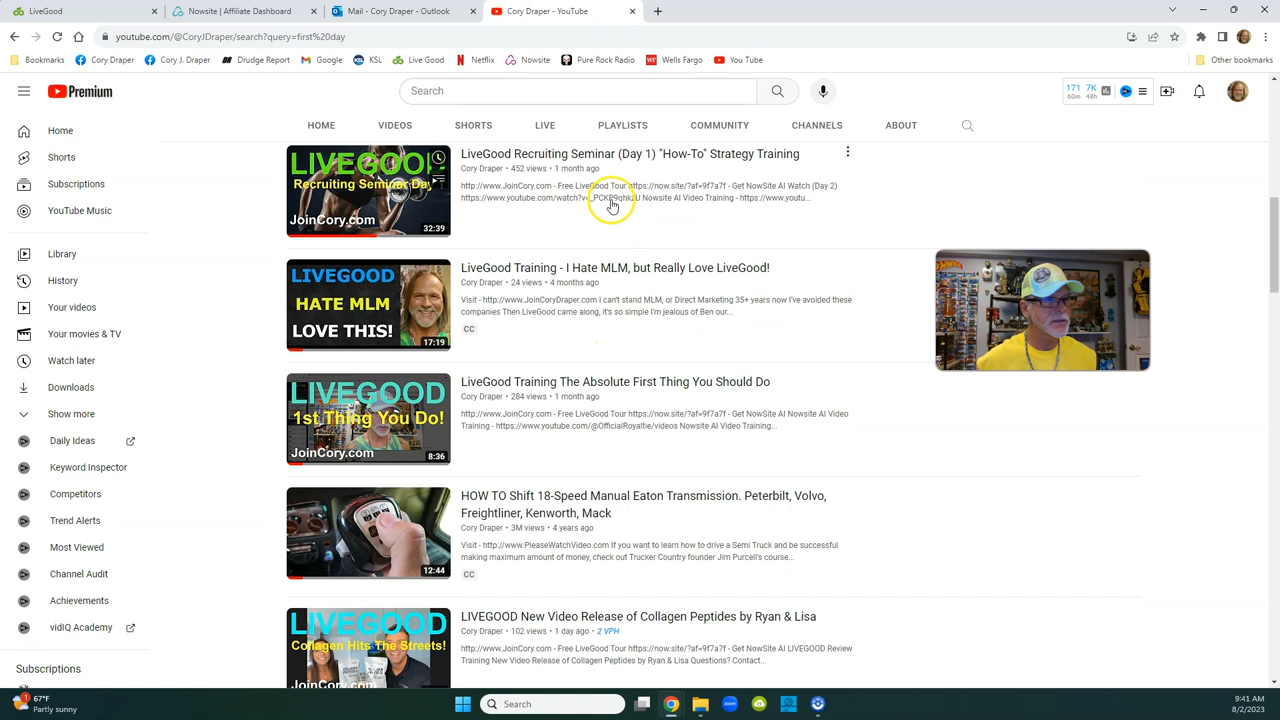 LiveGood
Nowsite | Affiliate Dashboard
Mail - Cory Draper - Outlook
Cory Draper - YouTube
youtube.com/@CoryJDraper/search?query=first%20day
Bookmarks
Cory Draper
Cory J. Draper
Drudge Report
Google
KSL
Live Good
Netflix
Nowsite
Pure Rock Radio
Wells Fargo
You Tube
Other bookmarks
Premium
Search
171
60m
7K
48h
HOME
VIDEOS
SHORTS
LIVE
PLAYLISTS
COMMUNITY
CHANNELS
ABOUT
Home
Shorts
Subscriptions
YouTube Music
Library
History
Your videos
Your movies & TV
Watch later
Downloads
Show more
Daily Ideas
Keyword Inspector
Competitors
Trend Alerts
Most Viewed
Channel Audit
Achievements
vidIQ Academy
Subscriptions
LIVEGOOD
Recruiting Seminar Day
JoinCory.com
32:39
LiveGood Recruiting Seminar (Day 1) "How-To" Strategy Training
Cory Draper • 452 views • 1 month ago
http://www.JoinCory.com - Free LiveGood Tour https://now.site/?af=9f7a7f - Get NowSite AI Watch (Day 2)
Nowsite AI Video Training - https://www.youtu...
LIVEGOOD
HATE MLM
LOVE THIS!
17:19
LiveGood Training - I Hate MLM, but Really Love LiveGood!
Cory Draper • 24 views • 4 months ago
Visit - http://www.JoinCoryDraper.com I can't stand MLM, or Direct Marketing 35+ years now I've avoided these
companies Then LiveGood came along, it's so simple I'm jealous of Ben our...
CC
LIVEGOOD
1st Thing You Do!
JoinCory.com
8:36
LiveGood Training The Absolute First Thing You Should Do
Cory Draper • 284 views • 1 month ago
http://www.JoinCory.com - Free LiveGood Tour https://now.site/?af=9f7a7f - Get NowSite AI Nowsite AI Video
Training - https://www.youtube.com/@OfficialRoyaltie/videos Nowsite AI Video Training...
12:44
HOW TO Shift 18-Speed Manual Eaton Transmission. Peterbilt, Volvo,
Freightliner, Kenworth, Mack
Cory Draper • 3M views • 4 years ago
Visit - http://www.PleaseWatchVideo.com If you want to learn how to drive a Semi Truck and be successful
making maximum amount of money, check out Trucker Country founder Jim Purcell's course...
CC
LIVEGOOD
Collagen Hits The Streets!
JoinCory.com
LIVEGOOD New Video Release of Collagen Peptides by Ryan & Lisa
Cory Draper • 102 views • 1 day ago • 2 VPH
http://www.JoinCory.com - Free LiveGood Tour https://now.site/?af=9f7a7f - Get NowSite AI LIVEGOOD Review
Training New Video Release of Collagen Peptides by Ryan & Lisa Questions? Contact...
1
67°F
Partly sunny
Search
zoom
9:41 AM
8/2/2023